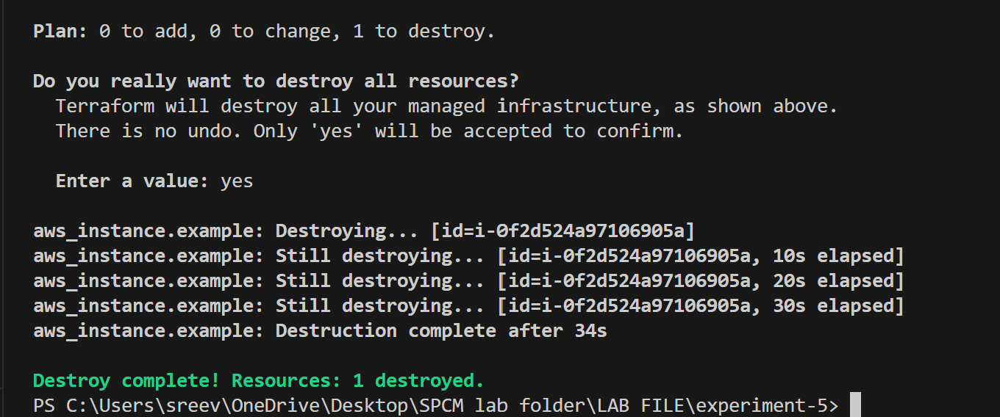 Plan: 0 to add, 0 to change, 1 to destroy.
Do you really want to destroy all resources?
Terraform will destroy all your managed infrastructure, as shown above.
There is no undo. Only 'yes' will be accepted to confirm.
Enter a value: yes
aws_instance.example: Destroying... [id=i-0f2d524a97106905a]
aws_instance.example: Still destroying... [id=i-0f2d524a97106905a, 10s elapsed]
aws_instance.example: Still destroying... [id=i-0f2d524a97106905a, 20s elapsed]
aws_instance.example: Still destroying... [id=i-0f2d524a97106905a, 30s elapsed]
aws_instance.example: Destruction complete after 34s
Destroy complete! Resources: 1 destroyed.
PS C:\Users\sreev\OneDrive\Desktop\SPCM lab folder\LAB FILE\experiment-5>